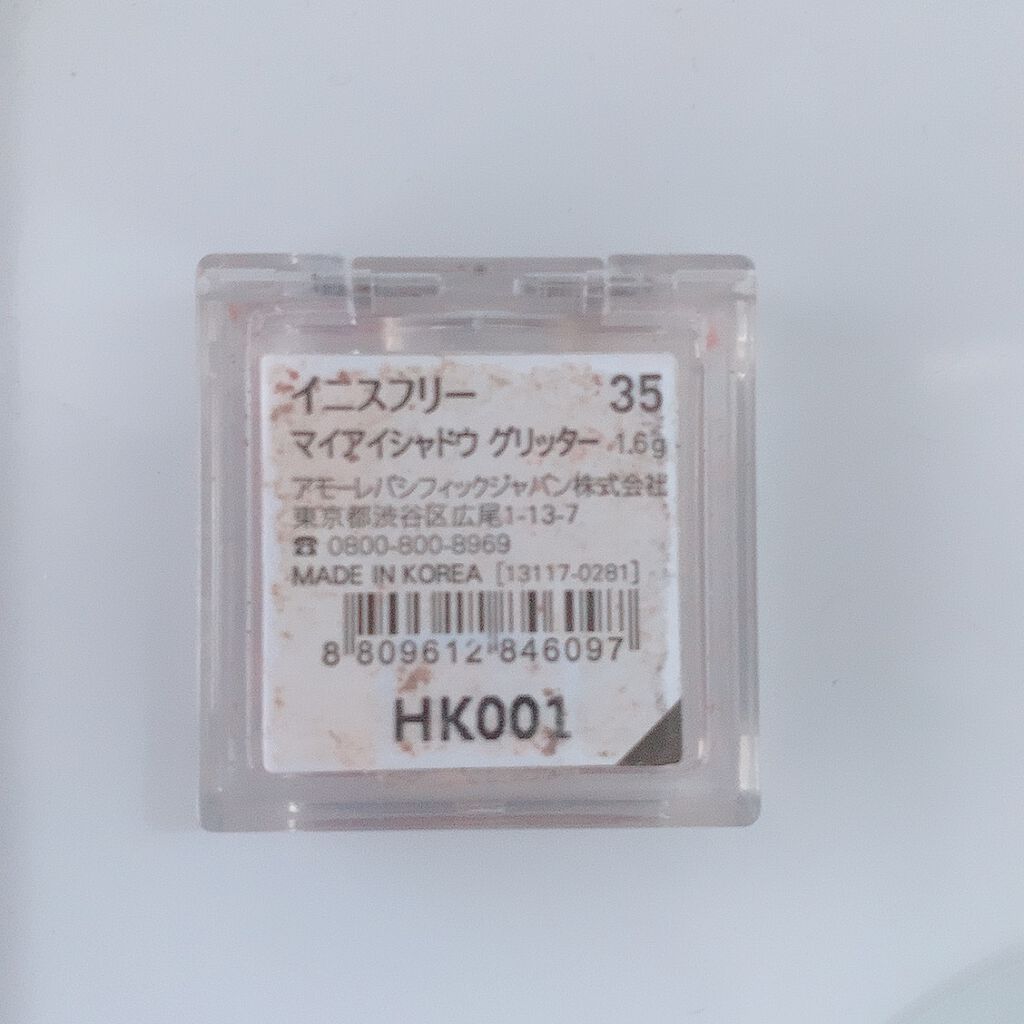 イニスフリー 35
マイアイシャドウ グリッター 1.6g
アモーレパシフィックジャパン株式会社
東京都渋谷区広尾1-13-7
☎ 0800-800-8969
MADE IN KOREA [13117-0281]
8 809612 846097
HK001